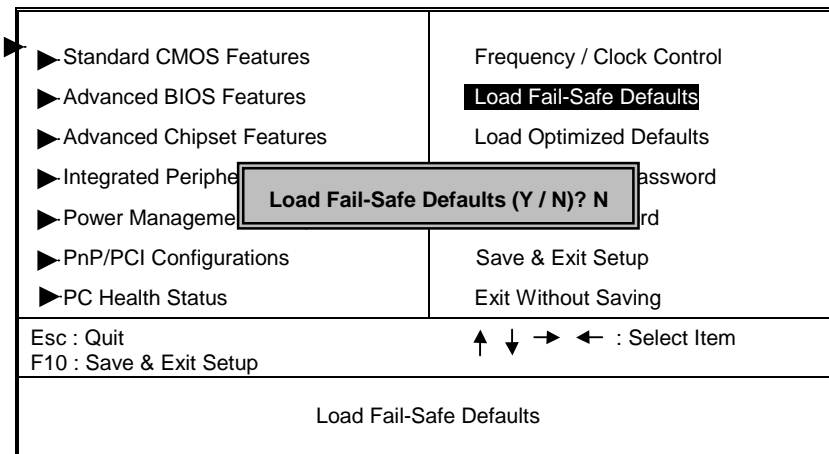 Standard CMOS Features
Advanced BIOS Features
Advanced Chipset Features
Integrated Periphe
Power Manageme
PnP/PCI Configurations
PC Health Status
Frequency / Clock Control
Load Fail-Safe Defaults
Load Optimized Defaults
assword
rd
Save & Exit Setup
Exit Without Saving
Load Fail-Safe Defaults (Y / N)? N
Esc : Quit
F10 : Save & Exit Setup
↑ ↓ → ← : Select Item
Load Fail-Safe Defaults